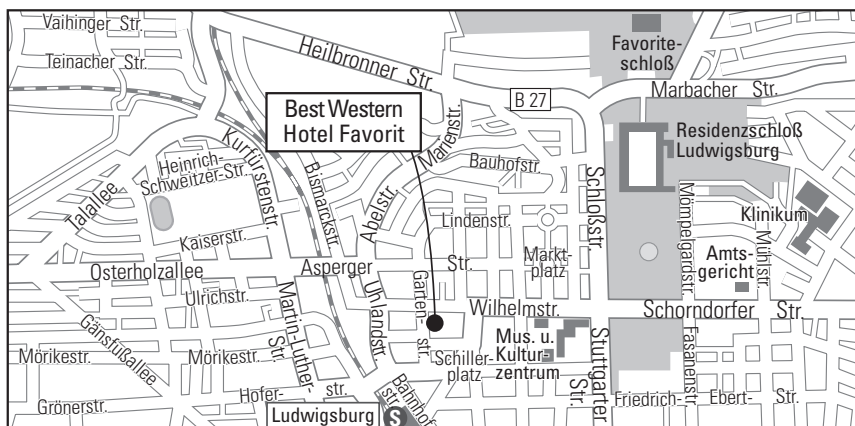 Vaihinger Str.
Teinacher Str.
Heilbronner Str.
Favorite-
schloß
B 27
Marbacher Str.
Best Western
Hotel Favorit
Marienstr.
Residenzschloß
Ludwigsburg
Kurfürstenstr.
Heinrich-
Schweitzer-Str.
Bismarckstr.
Abelstr.
Bauhofstr.
Schloßstr.
Mömpelgardstr.
Klinikum
Talallee
Lindenstr.
Kaiserstr.
Markt-
platz
Amts-
gericht
Mühlstr.
Osterholzallee
Asperger Str.
Garten-
str.
Ulrichstr.
Uhlandstr.
Wilhelmstr.
Schorndorfer Str.
Gänsfußallee
Martin-Luther-
Str.
Mus. u.
Kultur-
zentrum
Stuttgarter
Str.
Fasanenstr.
Mörikestr.
Mörikestr.
Schiller-
platz
Bahnhof-
str.
Grönerstr.
Hofer-
str.
Ludwigsburg
S
Friedrich-
Ebert-
Str.